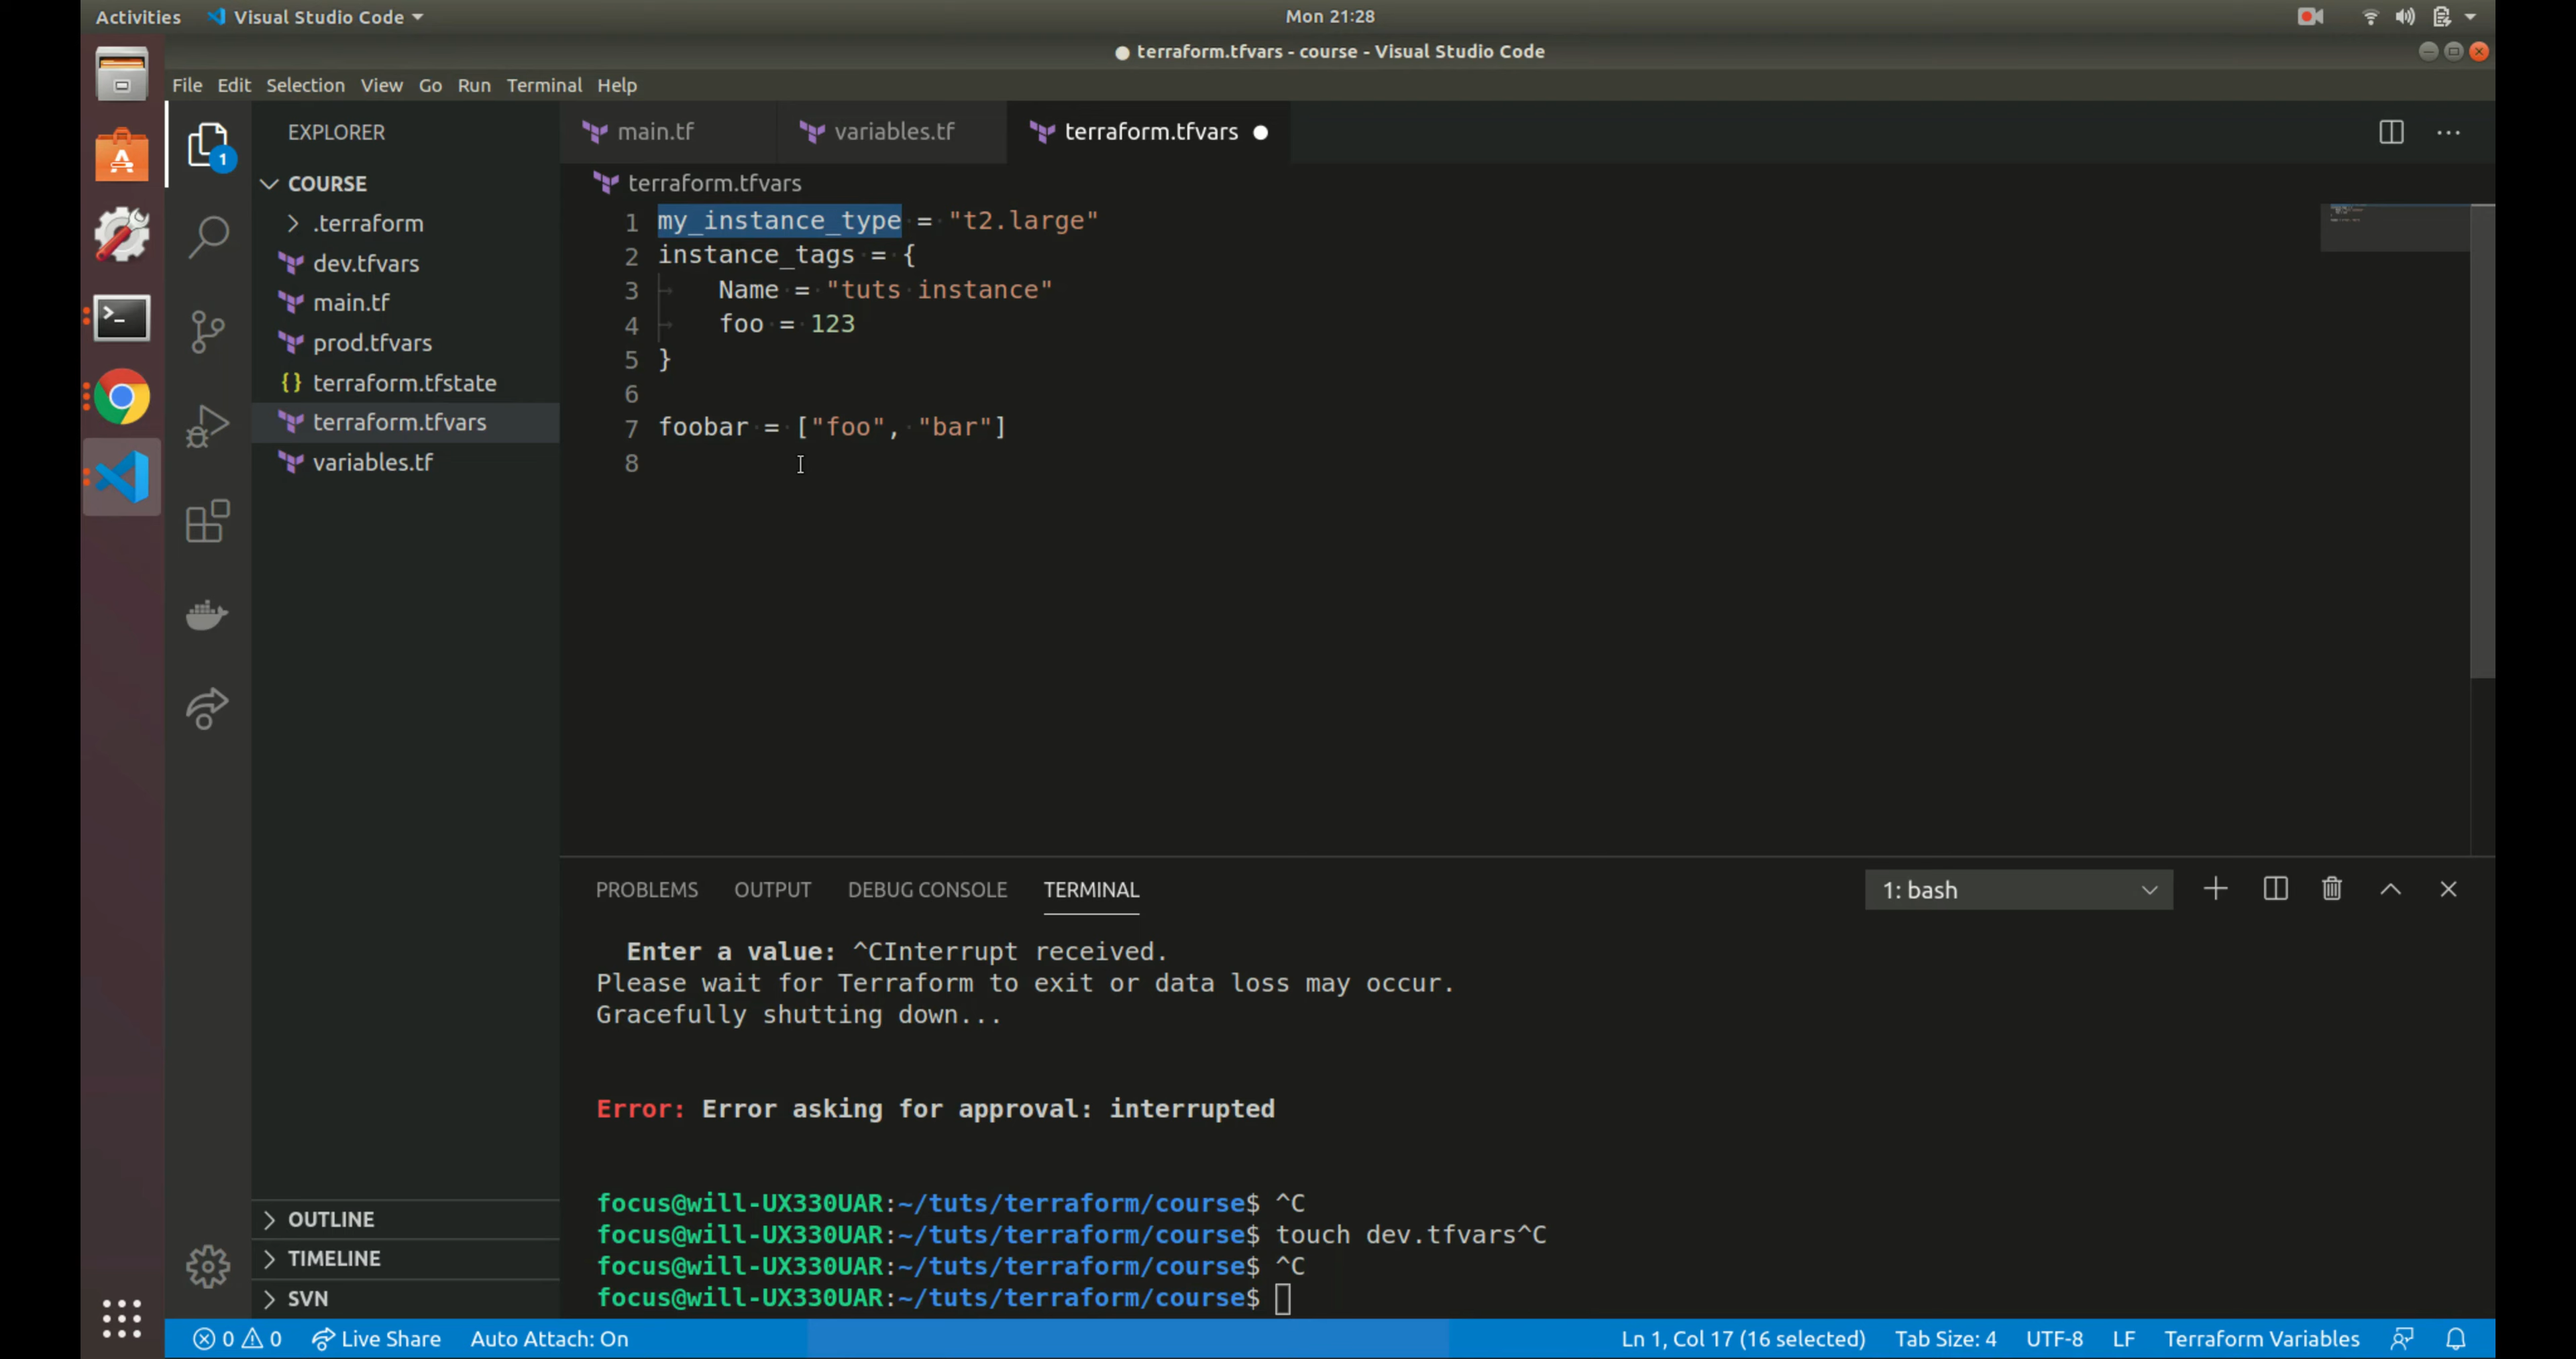 Activities Visual Studio Code Mon 21:28
● terraform.tfvars - course - Visual Studio Code
File Edit Selection View Go Run Terminal Help
1
EXPLORER
COURSE
.terraform
dev.tfvars
main.tf
prod.tfvars
{} terraform.tfstate
terraform.tfvars
variables.tf
OUTLINE
TIMELINE
SVN
main.tf variables.tf terraform.tfvars
terraform.tfvars
1 my_instance_type = "t2.large"
2 instance_tags = {
3 Name = "tuts instance"
4 foo = 123
5 }
6
7 foobar = ["foo", "bar"]
8
PROBLEMS OUTPUT DEBUG CONSOLE TERMINAL 1: bash
Enter a value: ^CInterrupt received.
Please wait for Terraform to exit or data loss may occur.
Gracefully shutting down...
Error: Error asking for approval: interrupted
focus@will-UX330UAR:~/tuts/terraform/course$ ^C
focus@will-UX330UAR:~/tuts/terraform/course$ touch dev.tfvars^C
focus@will-UX330UAR:~/tuts/terraform/course$ ^C
focus@will-UX330UAR:~/tuts/terraform/course$
0 0 Live Share Auto Attach: On Ln 1, Col 17 (16 selected) Tab Size: 4 UTF-8 LF Terraform Variables